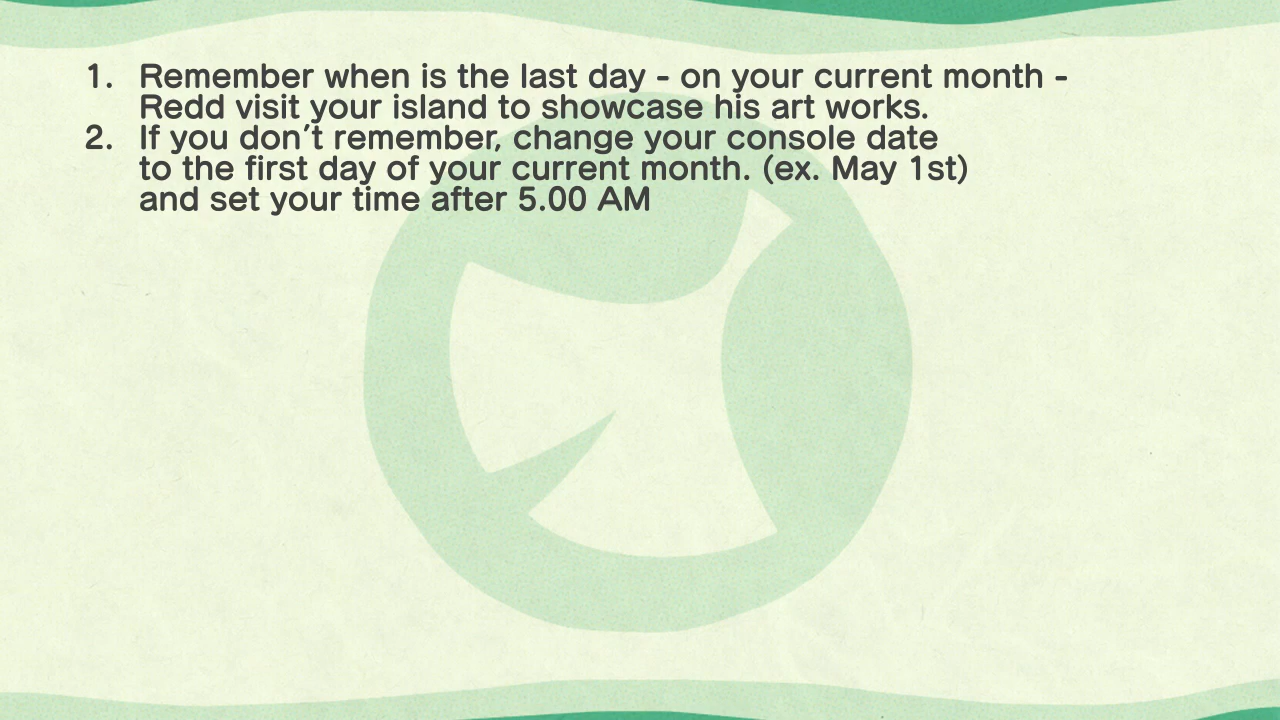 1. Remember when is the last day - on your current month -
Redd visit your island to showcase his art works.
2. If you don't remember, change your console date
to the first day of your current month. (ex. May 1st)
and set your time after 5.00 AM